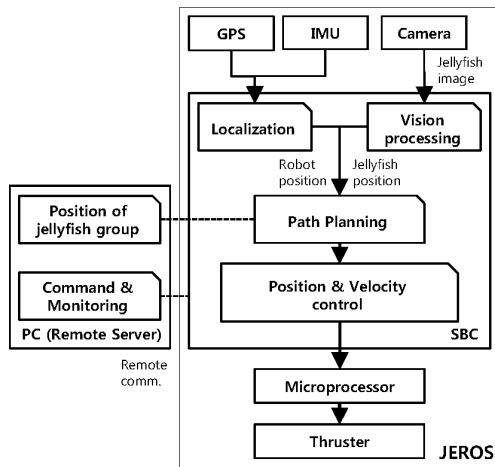 GPS
IMU
Camera
Jellyfish
image
Localization
Vision
processing
Robot
position
Jellyfish
position
Position of
jellyfish group
Path Planning
Command &
Monitoring
Position & Velocity
control
PC (Remote Server)
SBC
Remote
comm.
Microprocessor
Thruster
JEROS